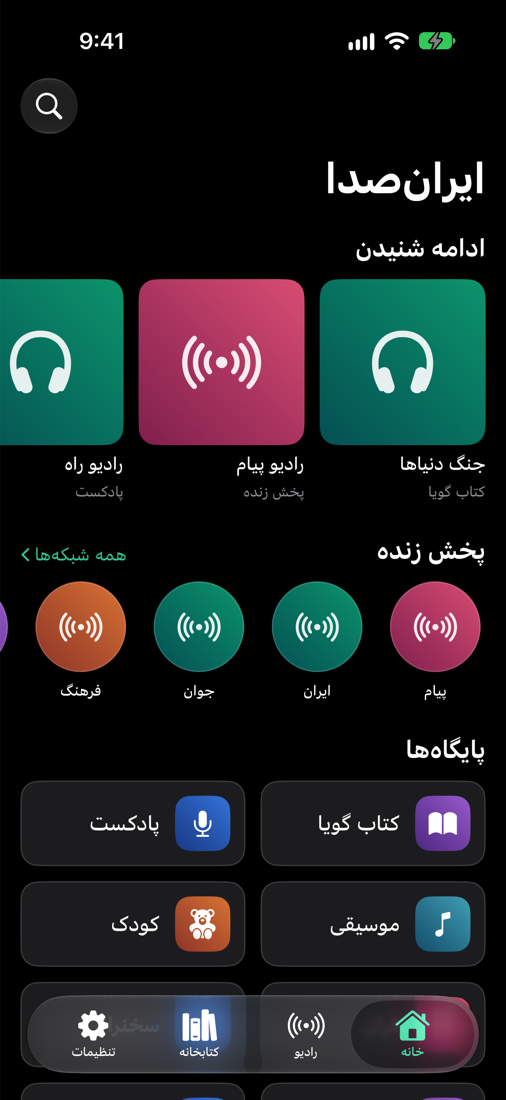 9:41
ایران‌صدا
ادامه شنیدن
جنگ دنیاها
کتاب گویا
رادیو پیام
پخش زنده
رادیو راه
پادکست
پخش زنده
همه شبکه‌ها
پیام
ایران
جوان
فرهنگ
پایگاه‌ها
کتاب گویا
پادکست
موسیقی
کودک
خانه
رادیو
کتابخانه
تنظیمات